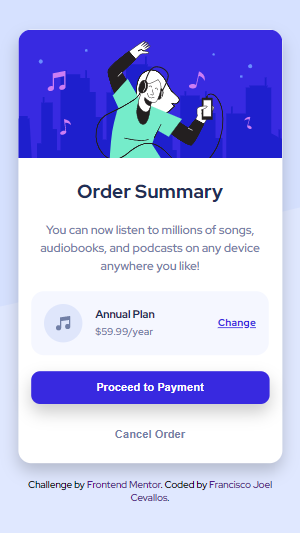 Order Summary
You can now listen to millions of songs,
audiobooks, and podcasts on any device
anywhere you like!
Annual Plan
$59.99/year
Change
Proceed to Payment
Cancel Order
Challenge by Frontend Mentor. Coded by Francisco Joel
Cevallos.